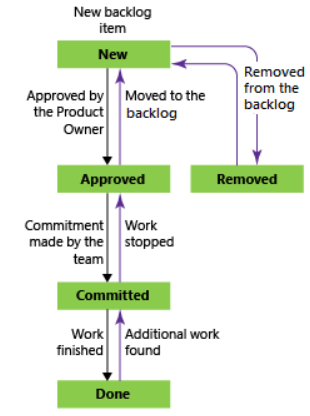 New backlog
item
New
Removed
from the
backlog
Approved by
the Product
Owner
Moved to the
backlog
Approved
Removed
Commitment
made by the
team
Work
stopped
Committed
Work
finished
Additional work
found
Done